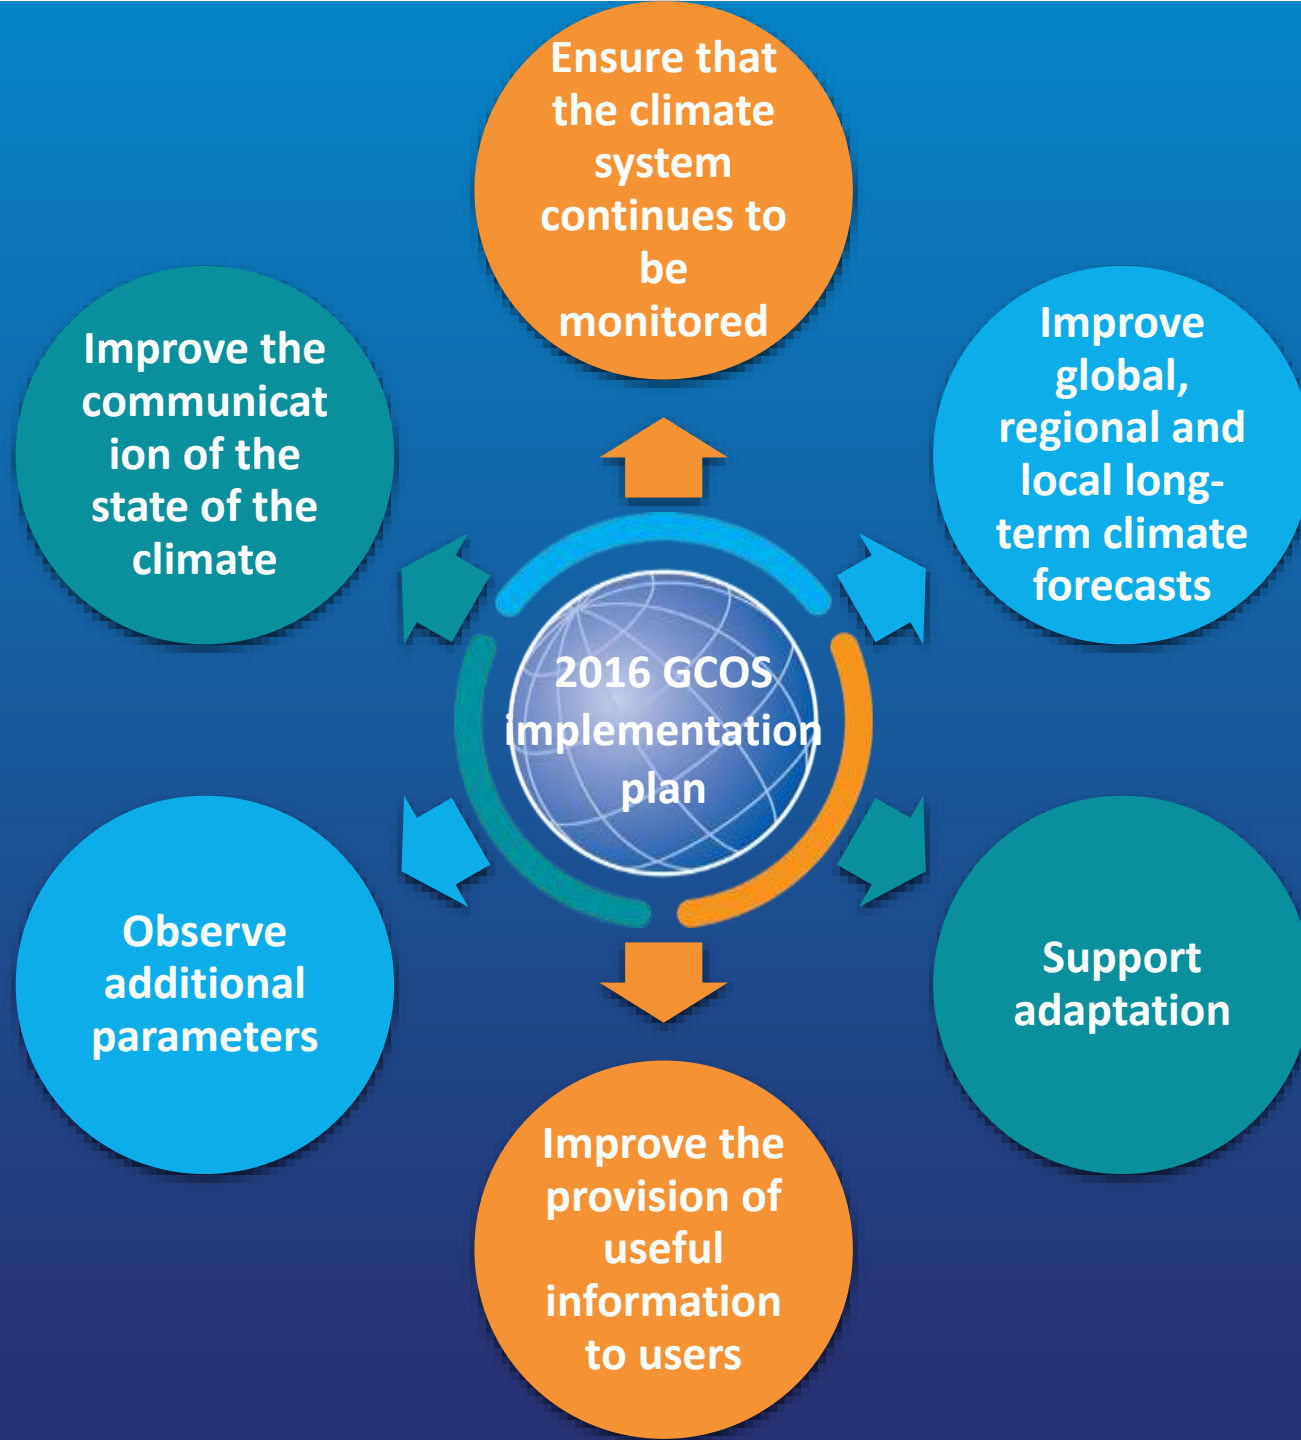 Ensure that
the climate
system
continues to
be
monitored
Improve
global,
regional and
local long-
term climate
forecasts
Support
adaptation
Improve the
provision of
useful
information
to users
Observe
additional
parameters
Improve the
communicat
ion of the
state of the
climate
2016 GCOS
implementation
plan